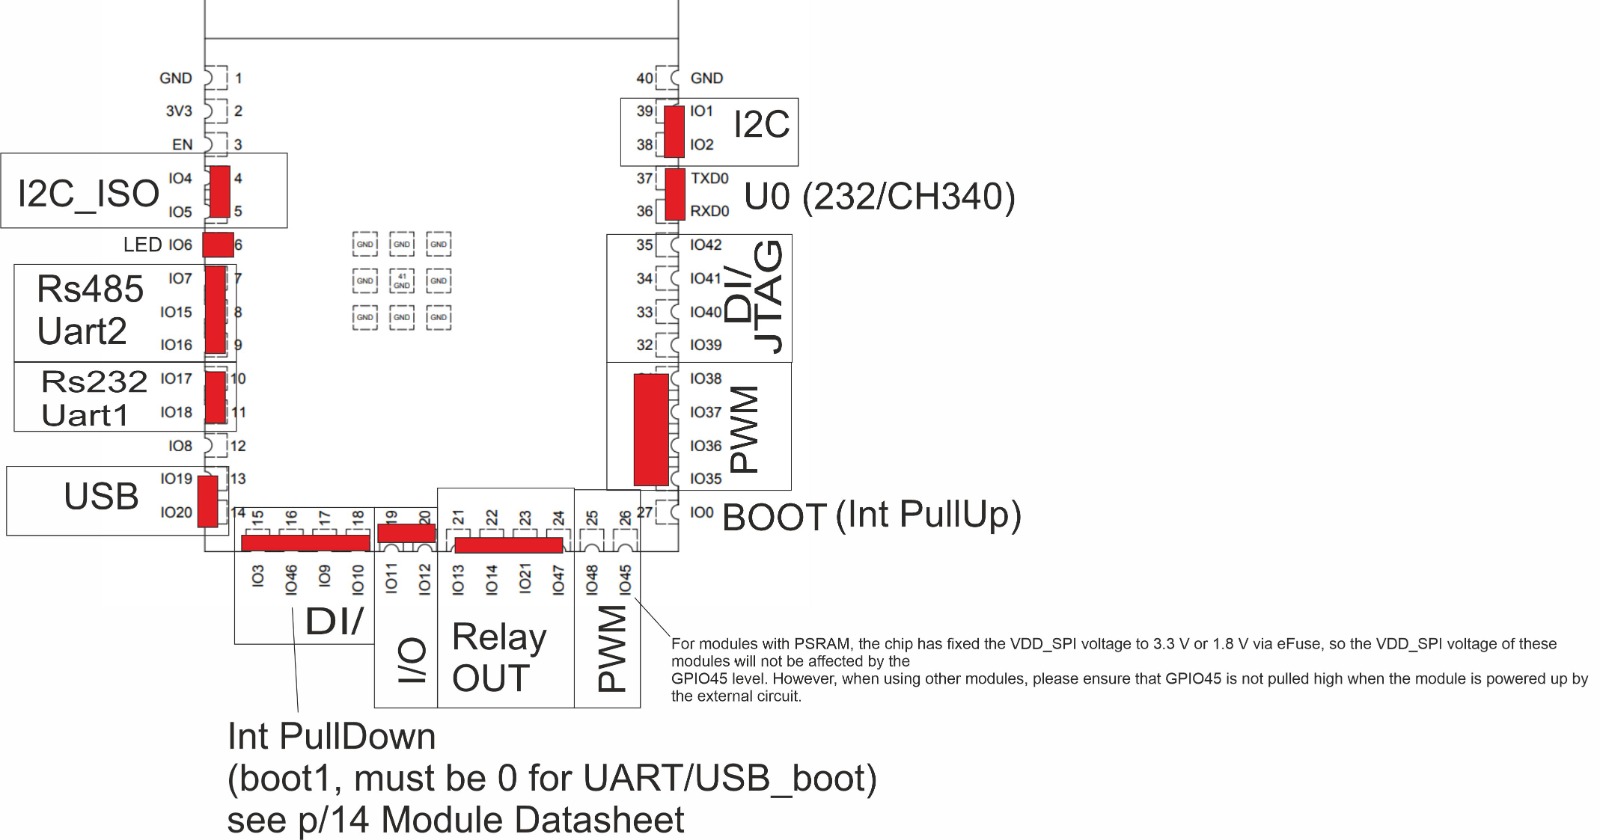 GND 1
3V3 2
EN 3
I2C_ISO
IO4 4
IO5 5
LED IO6 6
Rs485
Uart2
IO7 7
IO15 8
IO16 9
Rs232
Uart1
IO17 10
IO18 11
IO8 12
USB
IO19 13
IO20 14
GND GND GND
GND 41 GND GND
GND GND GND
40 GND
39 IO1
38 IO2
I2C
37 TXD0
36 RXD0
U0 (232/CH340)
35 IO42
34 IO41
33 IO40
32 IO39
DI/
JTAG
IO38
IO37
IO36
IO35
PWM
27 IO0
BOOT (Int PullUp)
15 16 17 18 19 20 21 22 23 24 25 26
IO3 IO46 IO9 IO10 IO11 IO12 IO13 IO14 IO21 IO47 IO48 IO45
DI/
I/O
Relay
OUT
PWM
For modules with PSRAM, the chip has fixed the VDD_SPI voltage to 3.3 V or 1.8 V via eFuse, so the VDD_SPI voltage of these
modules will not be affected by the
GPIO45 level. However, when using other modules, please ensure that GPIO45 is not pulled high when the module is powered up by
the external circuit.
Int PullDown
(boot1, must be 0 for UART/USB_boot)
see p/14 Module Datasheet